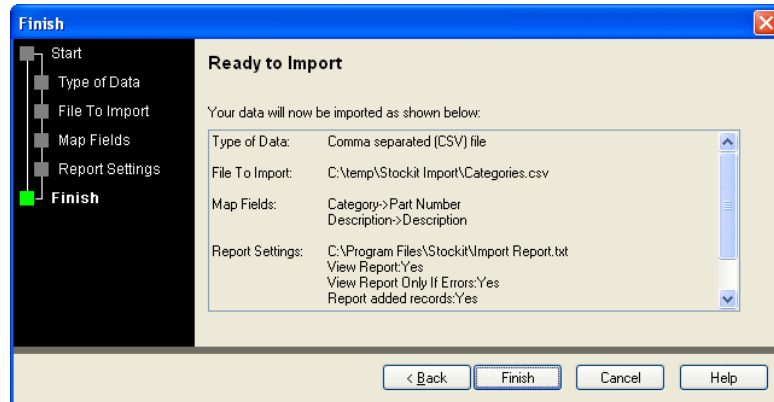 Finish
Start
Type of Data
File To Import
Map Fields
Report Settings
Finish
Ready to Import
Your data will now be imported as shown below:
Type of Data: Comma separated (CSV) file
File To Import: C:\temp\Stockit Import\Categories.csv
Map Fields: Category->Part Number
Description->Description
Report Settings: C:\Program Files\Stockit\Import Report.txt
View Report:Yes
View Report Only If Errors:Yes
Report added records:Yes
< Back Finish Cancel Help